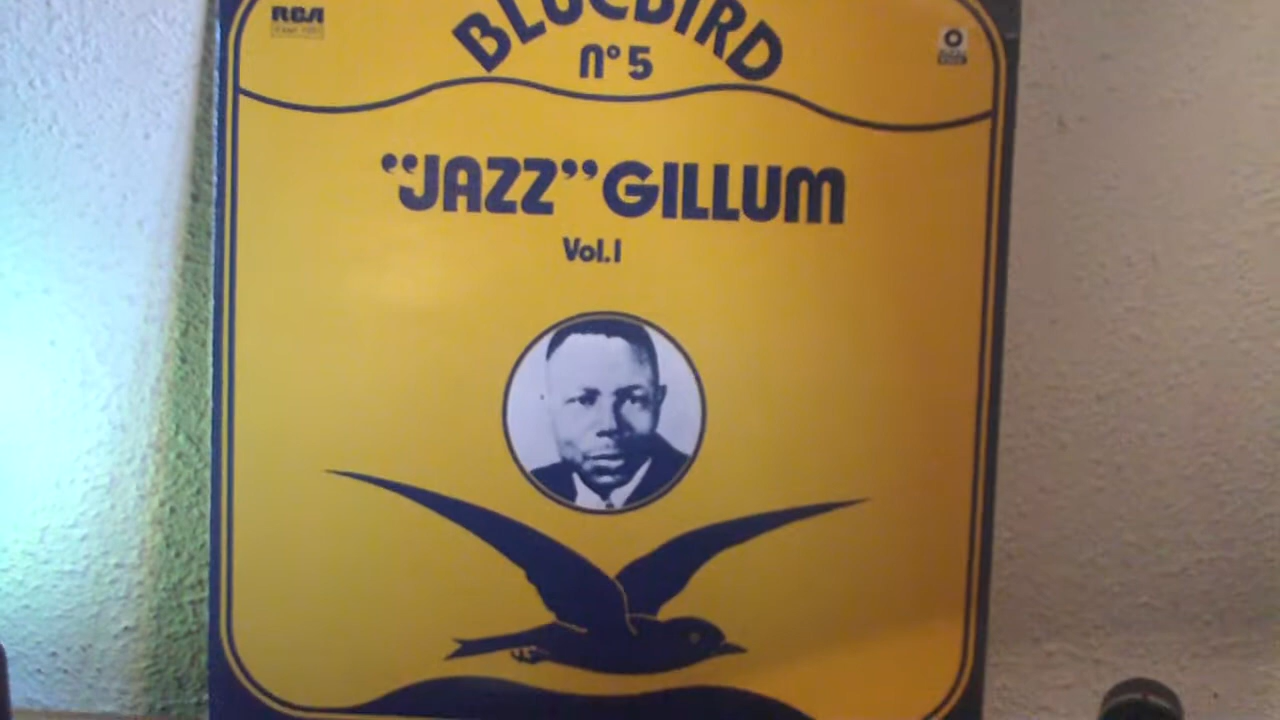 RCA
BLUEBIRD
n° 5
“JAZZ” GILLUM
Vol. 1